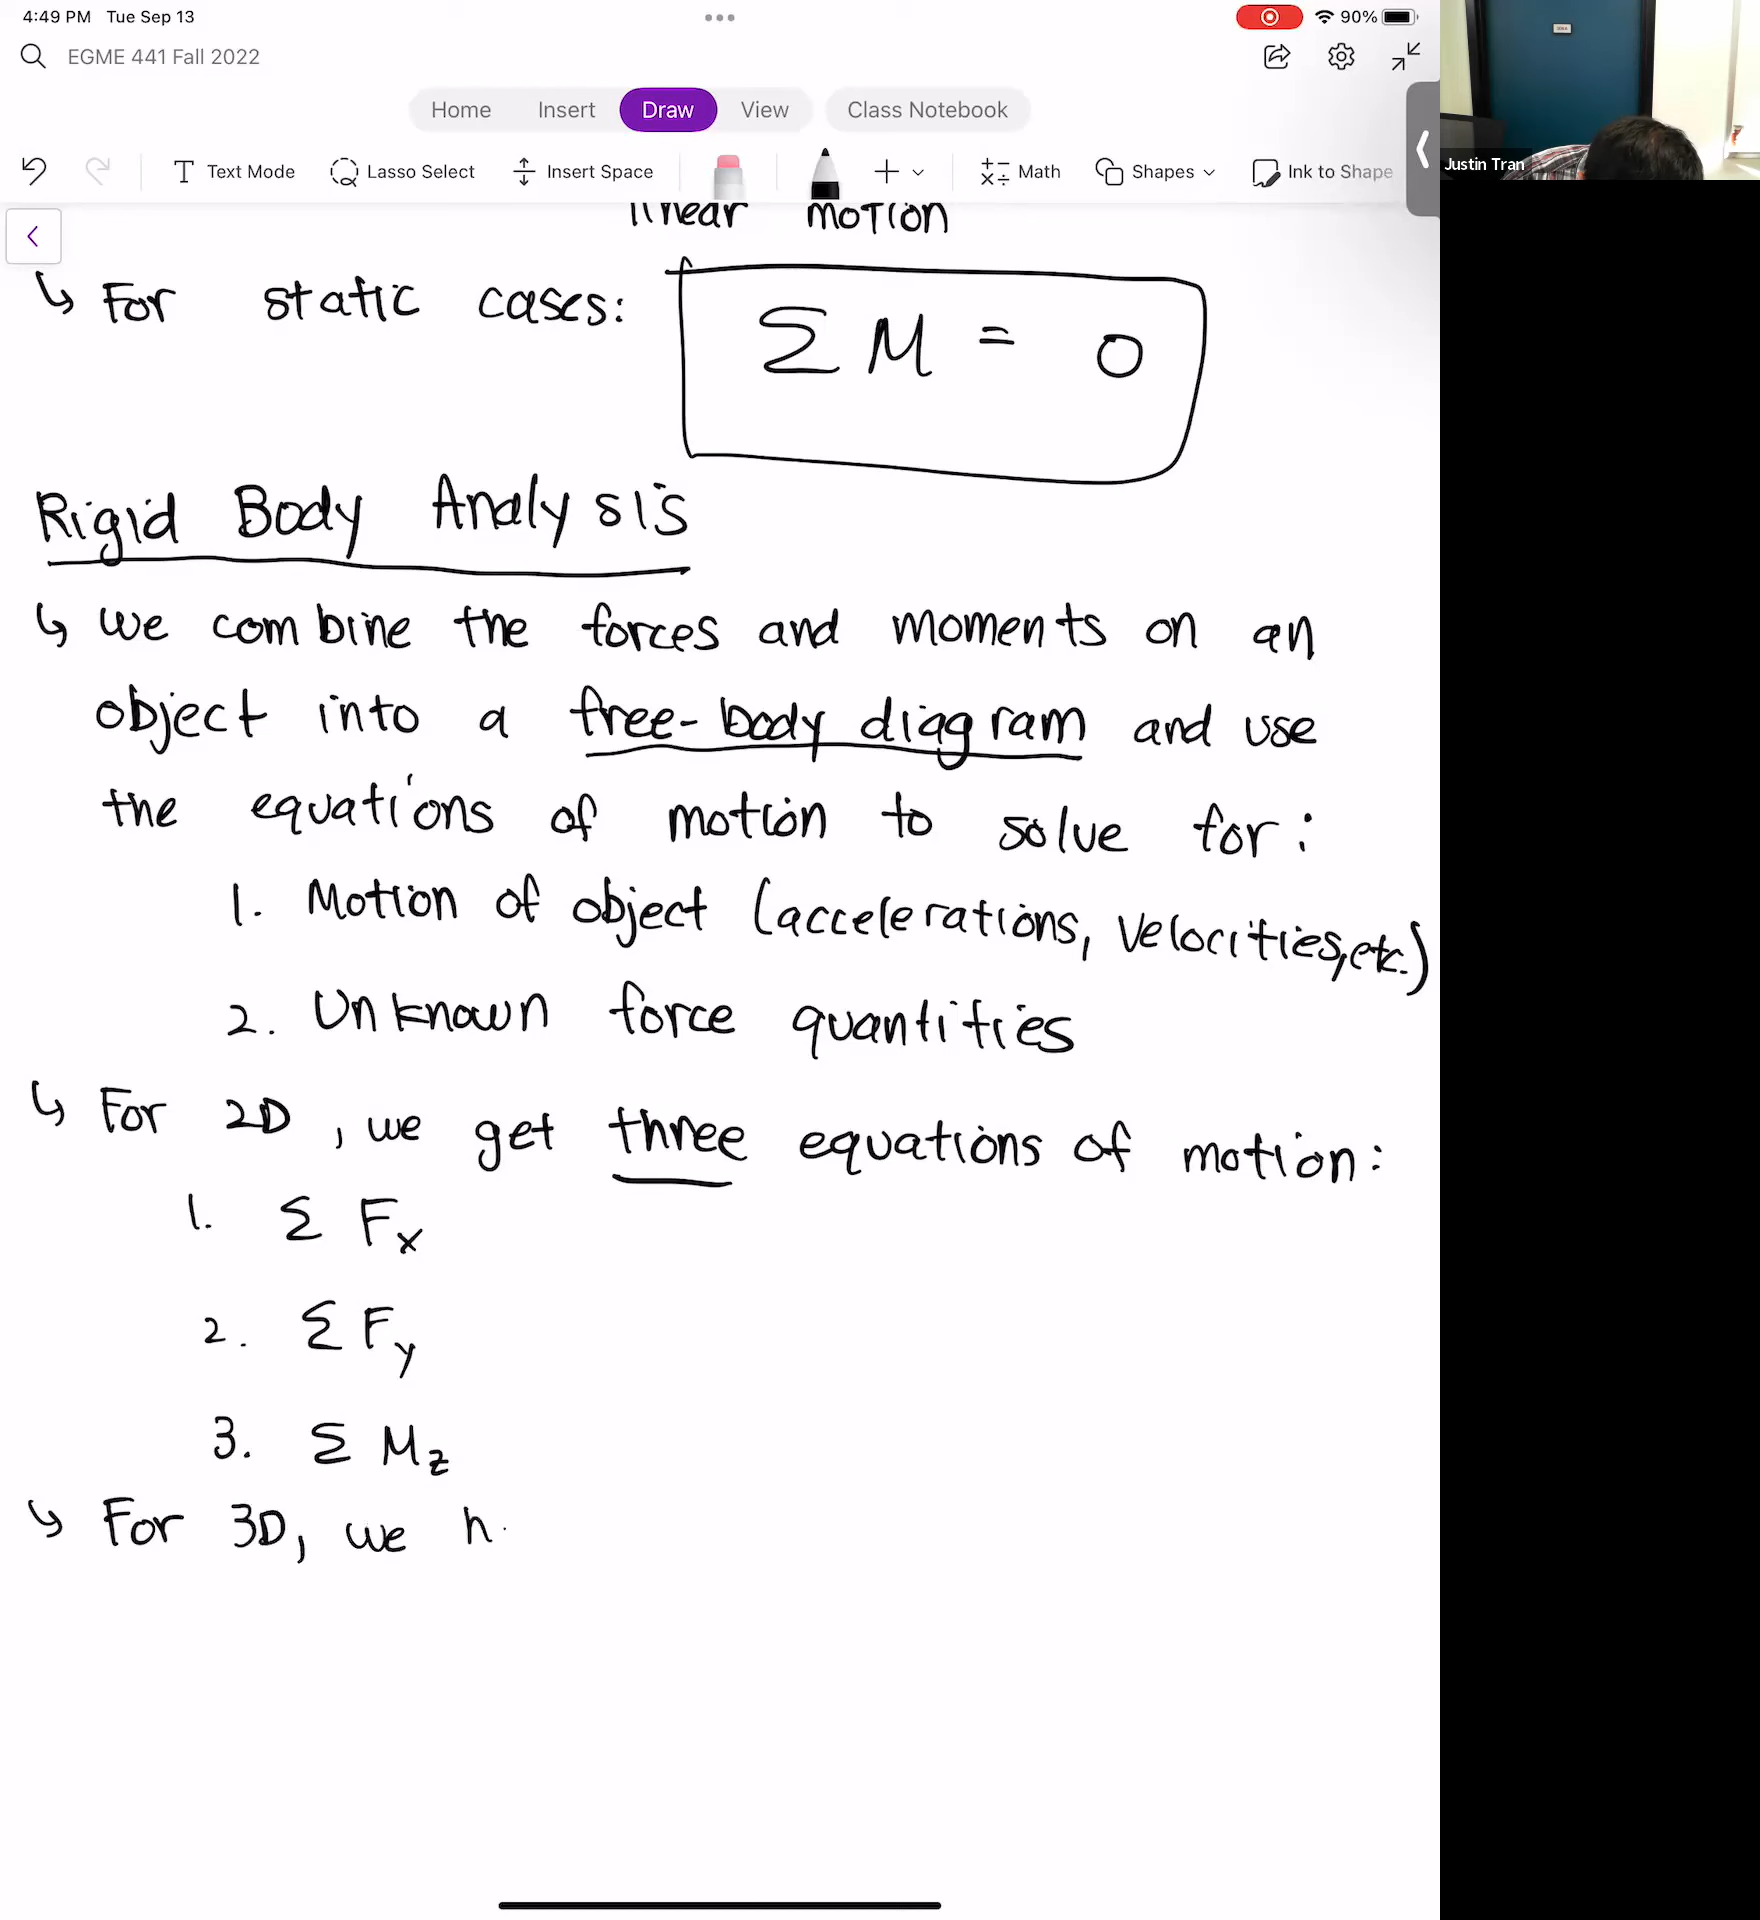 4:49 PM Tue Sep 13
90%
EGME 441 Fall 2022
Home Insert Draw View Class Notebook
Text Mode Lasso Select Insert Space Math Shapes Ink to Shape
Justin Tran
linear motion
↳ For static cases: Σ M = 0
Rigid Body Analysis
↳ we combine the forces and moments on an
object into a free-body diagram and use
the equations of motion to solve for:
1. Motion of object (accelerations, velocities, etc.)
2. Unknown force quantities
↳ For 2D, we get three equations of motion:
1. Σ Fx
2. Σ Fy
3. Σ Mz
↳ For 3D, we h